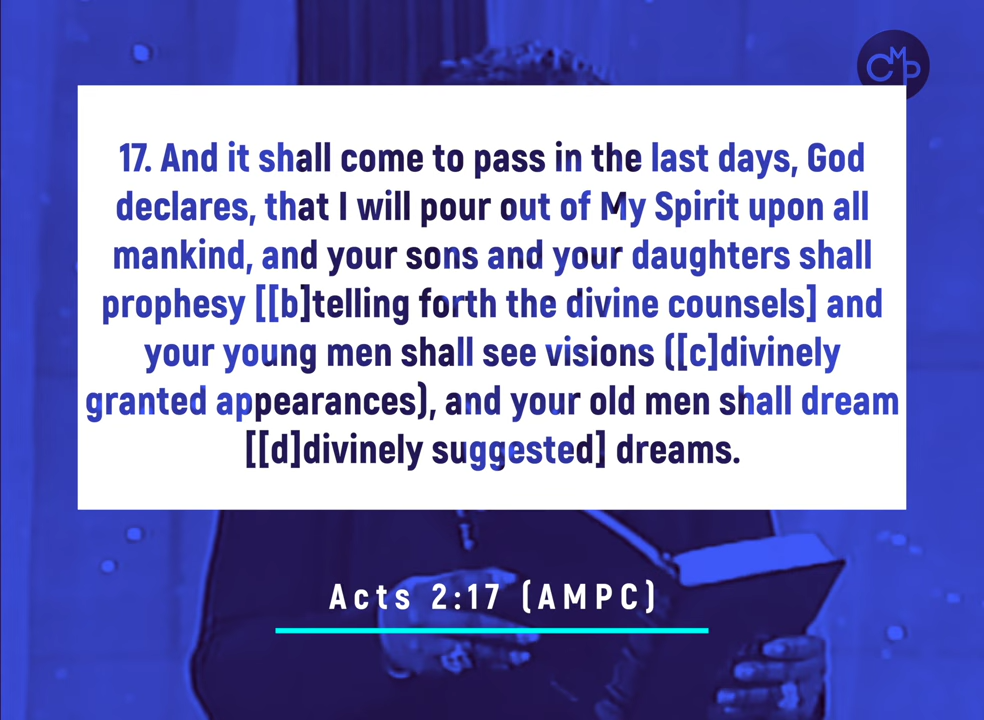 CMP
17. And it shall come to pass in the last days, God
declares, that I will pour out of My Spirit upon all
mankind, and your sons and your daughters shall
prophesy [[b]telling forth the divine counsels] and
your young men shall see visions ([c]divinely
granted appearances), and your old men shall dream
[[d]divinely suggested] dreams.
Acts 2:17 (AMPC)